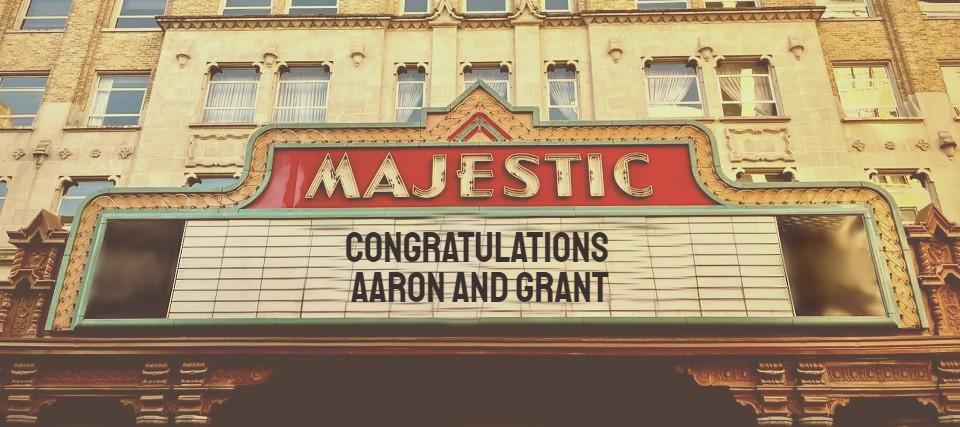 MAJESTIC
CONGRATULATIONS
AARON AND GRANT